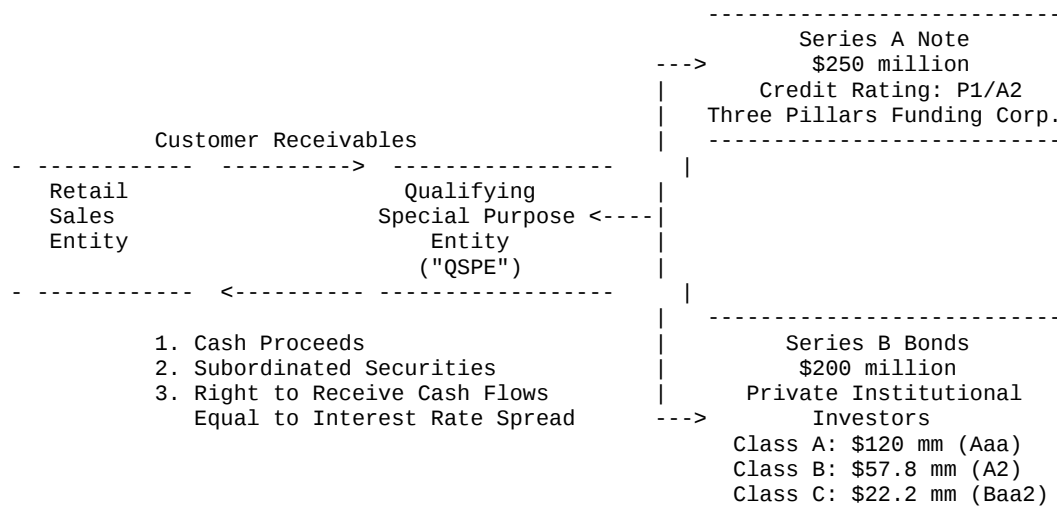 Series A Note
$250 million
Credit Rating: P1/A2
Three Pillars Funding Corp.
Customer Receivables
Retail Qualifying
Sales Special Purpose
Entity Entity
("QSPE")
1. Cash Proceeds Series B Bonds
2. Subordinated Securities $200 million
3. Right to Receive Cash Flows Private Institutional
Equal to Interest Rate Spread Investors
Class A: $120 mm (Aaa)
Class B: $57.8 mm (A2)
Class C: $22.2 mm (Baa2)